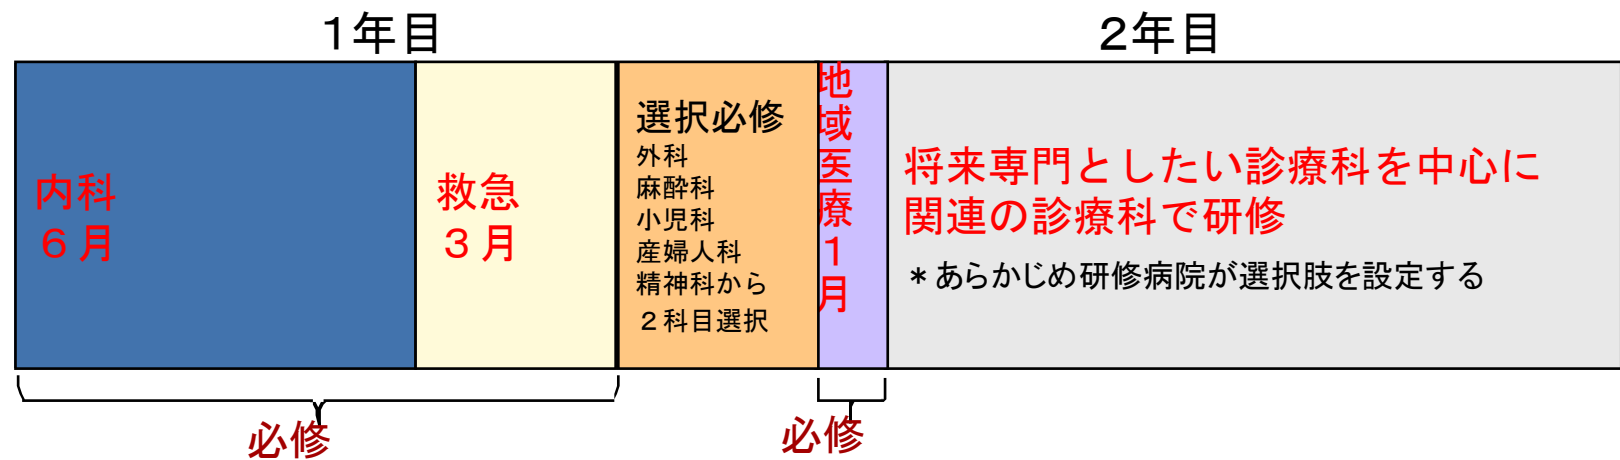 1年目
2年目
内科
６月
救急
３月
選択必修
外科
麻酔科
小児科
産婦人科
精神科から
２科目選択
地域医療1月
将来専門としたい診療科を中心に
関連の診療科で研修
＊あらかじめ研修病院が選択肢を設定する
必修
必修